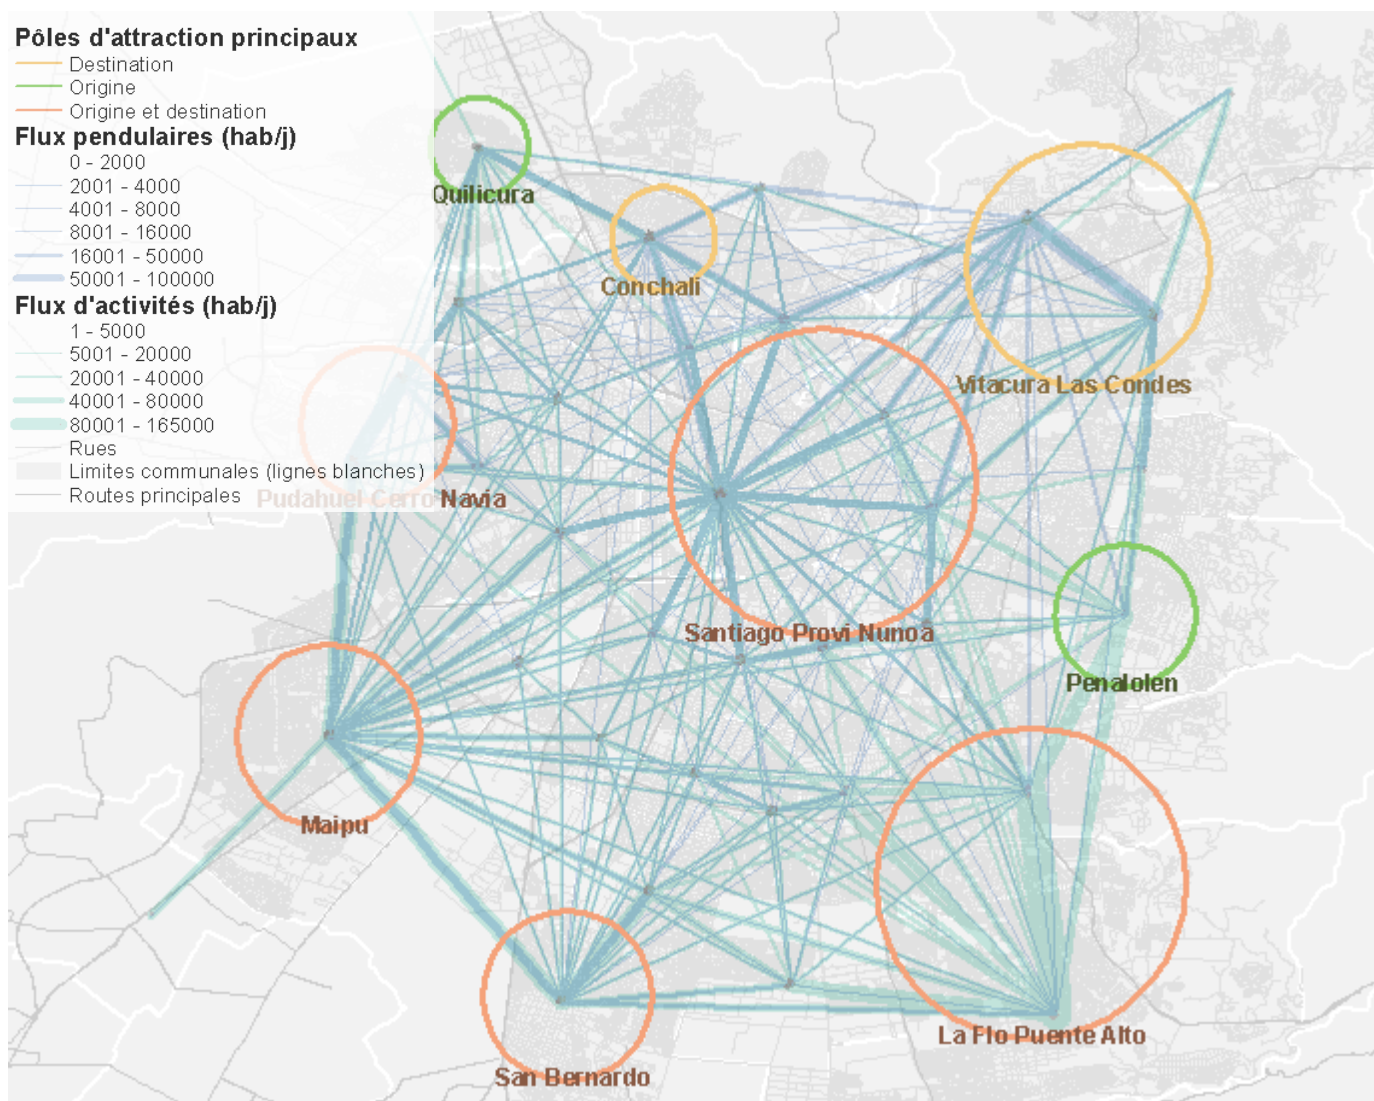 Pôles d'attraction principaux
Destination
Origine
Origine et destination
Flux pendulaires (hab/j)
0 - 2000
2001 - 4000
4001 - 8000
8001 - 16000
16001 - 50000
50001 - 100000
Flux d'activités (hab/j)
1 - 5000
5001 - 20000
20001 - 40000
40001 - 80000
80001 - 165000
Rues
Limites communales (lignes blanches)
Routes principales
Quilicura
Conchali
Vitacura Las Condes
Pudahuel Cerro Navia
Santiago Provi Nunoa
Penalolen
Maipu
La Flo Puente Alto
San Bernardo